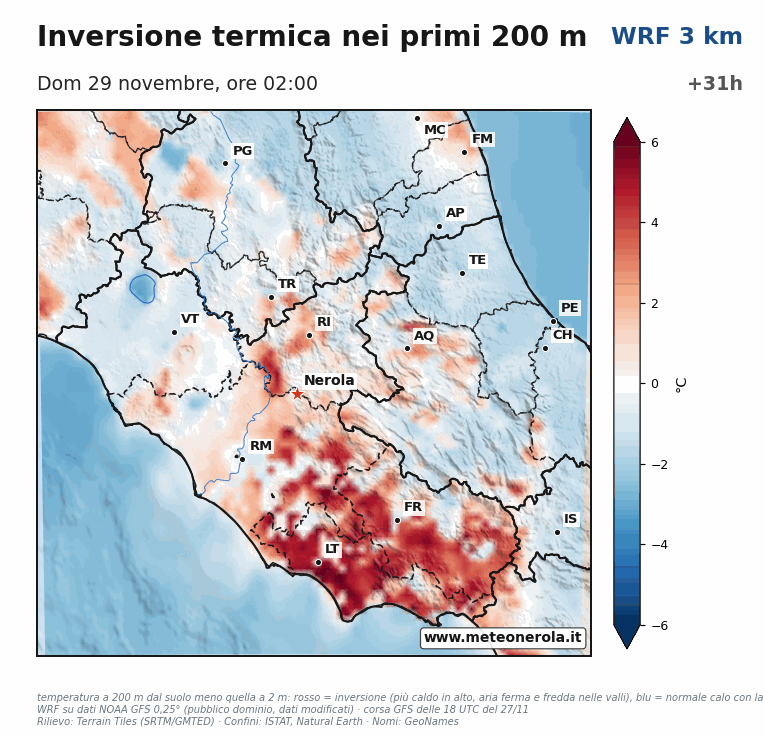 Inversione termica nei primi 200 m
WRF 3 km
Dom 29 novembre, ore 02:00
+31h
MC
FM
PG
AP
TE
TR
PE
VT
RI
AQ
CH
Nerola
RM
FR
IS
LT
www.meteonerola.it
6
4
2
0
−2
−4
−6
°C
temperatura a 200 m dal suolo meno quella a 2 m: rosso = inversione (più caldo in alto, aria ferma e fredda nelle valli), blu = normale calo con la
WRF su dati NOAA GFS 0,25° (pubblico dominio, dati modificati) · corsa GFS delle 18 UTC del 27/11
Rilievo: Terrain Tiles (SRTM/GMTED) · Confini: ISTAT, Natural Earth · Nomi: GeoNames